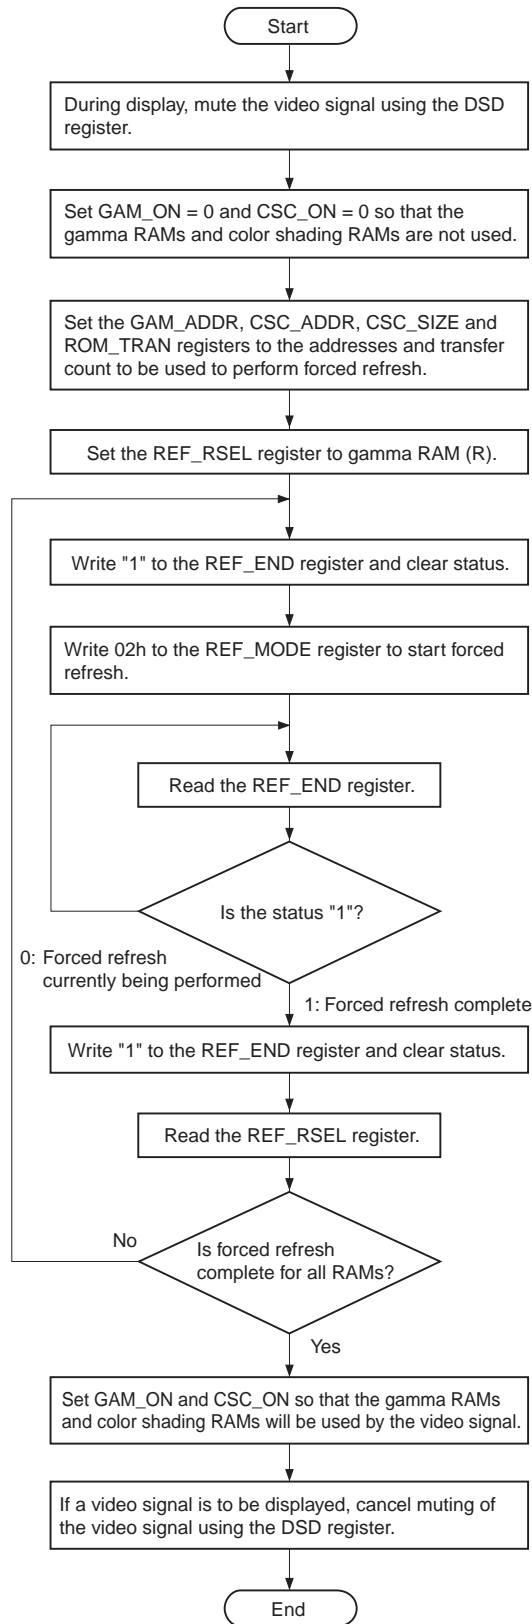 Start
During display, mute the video signal using the DSD
register.
Set GAM_ON = 0 and CSC_ON = 0 so that the
gamma RAMs and color shading RAMs are not used.
Set the GAM_ADDR, CSC_ADDR, CSC_SIZE and
ROM_TRAN registers to the addresses and transfer
count to be used to perform forced refresh.
Set the REF_RSEL register to gamma RAM (R).
Write "1" to the REF_END register and clear status.
Write 02h to the REF_MODE register to start forced
refresh.
Read the REF_END register.
Is the status "1"?
0: Forced refresh
currently being performed
1: Forced refresh complete
Write "1" to the REF_END register and clear status.
Read the REF_RSEL register.
No
Is forced refresh
complete for all RAMs?
Yes
Set GAM_ON and CSC_ON so that the gamma RAMs
and color shading RAMs will be used by the video signal.
If a video signal is to be displayed, cancel muting of
the video signal using the DSD register.
End